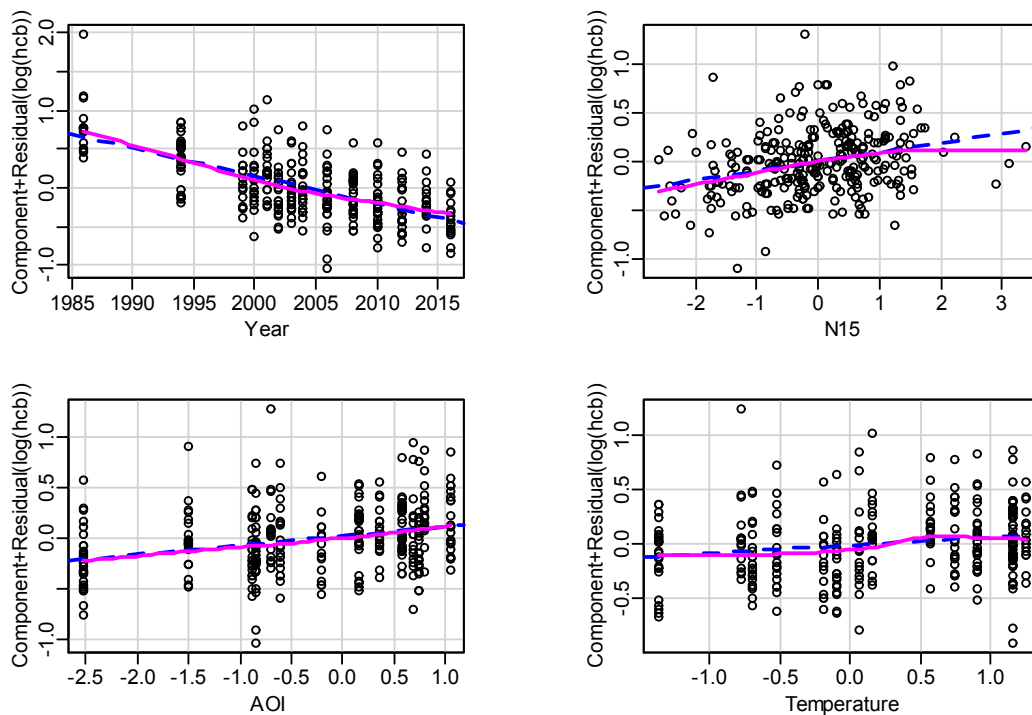 Component+Residual(log(hcb))
2.0
1.0
0.0
-1.0
1985 1990 1995 2000 2005 2010 2015
Year
Component+Residual(log(hcb))
1.0
0.5
0.0
-1.0
-2 -1 0 1 2 3
N15
Component+Residual(log(hcb))
1.0
0.5
0.0
-1.0
-2.5 -2.0 -1.5 -1.0 -0.5 0.0 0.5 1.0
AOI
Component+Residual(log(hcb))
1.0
0.5
0.0
-0.5
-1.0 -0.5 0.0 0.5 1.0
Temperature